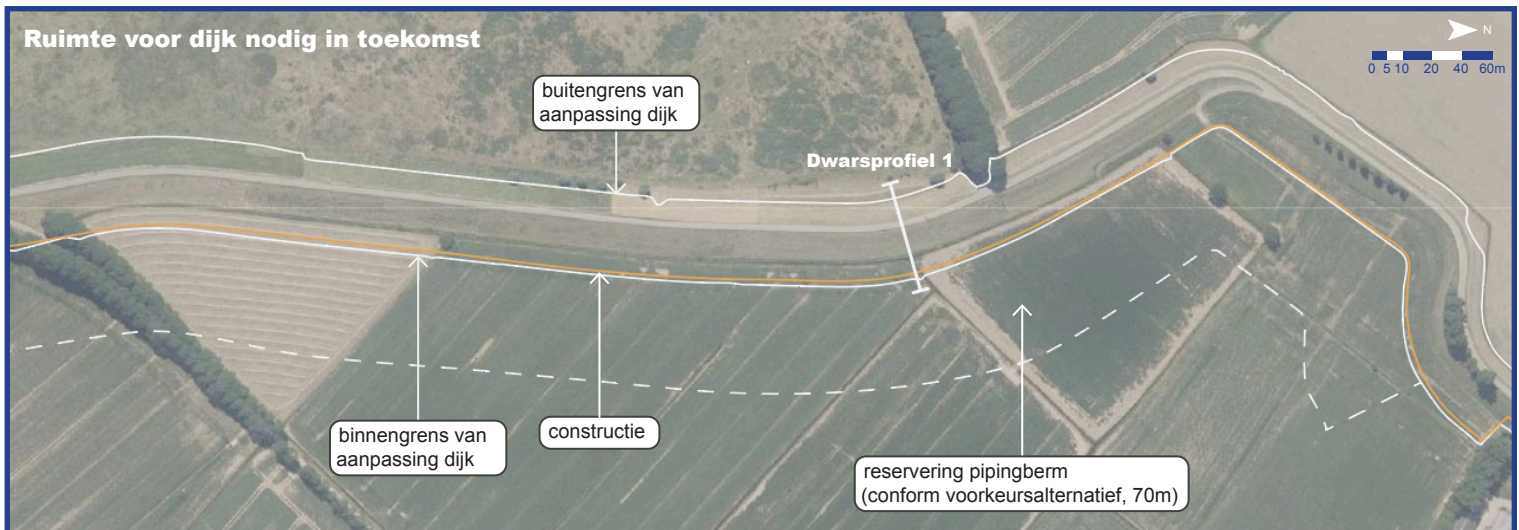 Ruimte voor dijk nodig in toekomst
N
0 5 10 20 40 60m
buitengrens van
aanpassing dijk
Dwarsprofiel 1
binnengrens van
aanpassing dijk
constructie
reservering pipingberm
(conform voorkeursalternatief, 70m)